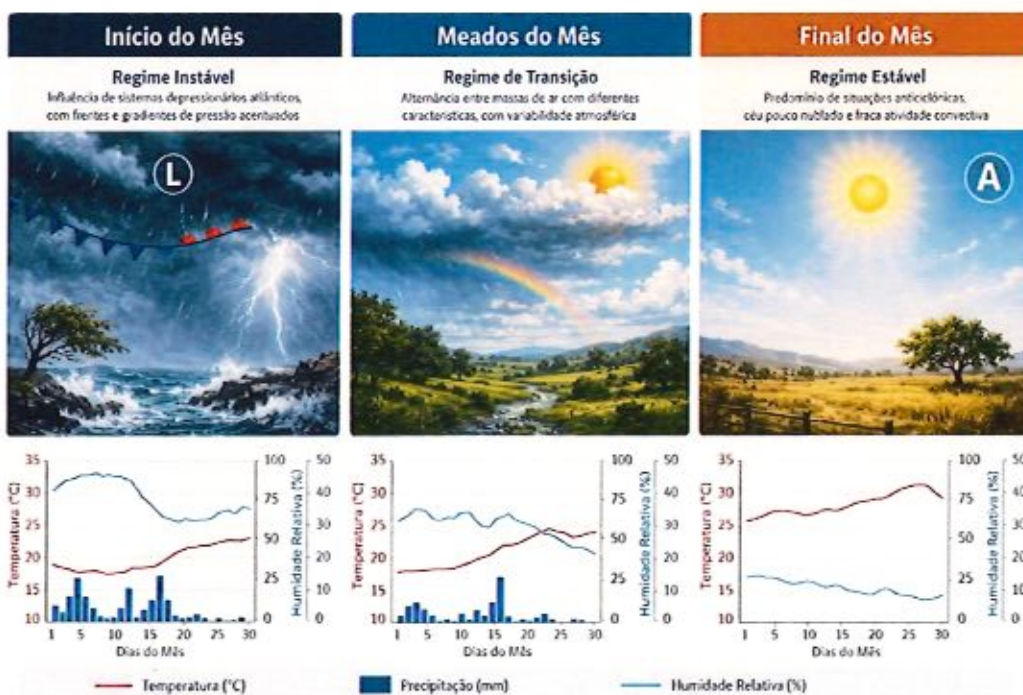 Início do Mês
Regime Instável
Influência de sistemas depressionários atlânticos,
com frentes e gradientes de pressão acentuados
L
Meados do Mês
Regime de Transição
Alternância entre massas de ar com diferentes
características, com variabilidade atmosférica
Final do Mês
Regime Estável
Predomínio de situações anticiclónicas,
céu pouco nublado e fraca atividade convectiva
A
Temperatura (°C)
35
30
25
20
15
10
1 5 10 15 20 25 30
Dias do Mês
100
75
50
25
0
Humidade Relativa (%)
50
40
30
20
10
0
Temperatura (°C)
35
30
25
20
15
10
1 5 10 15 20 25 30
Dias do Mês
100
75
50
25
0
Humidade Relativa (%)
50
40
30
20
10
0
Temperatura (°C)
35
30
25
20
15
10
1 5 10 15 20 25 30
Dias do Mês
100
75
50
25
0
Humidade Relativa (%)
50
40
30
20
10
0
Temperatura (°C)
Precipitação (mm)
Humidade Relativa (%)